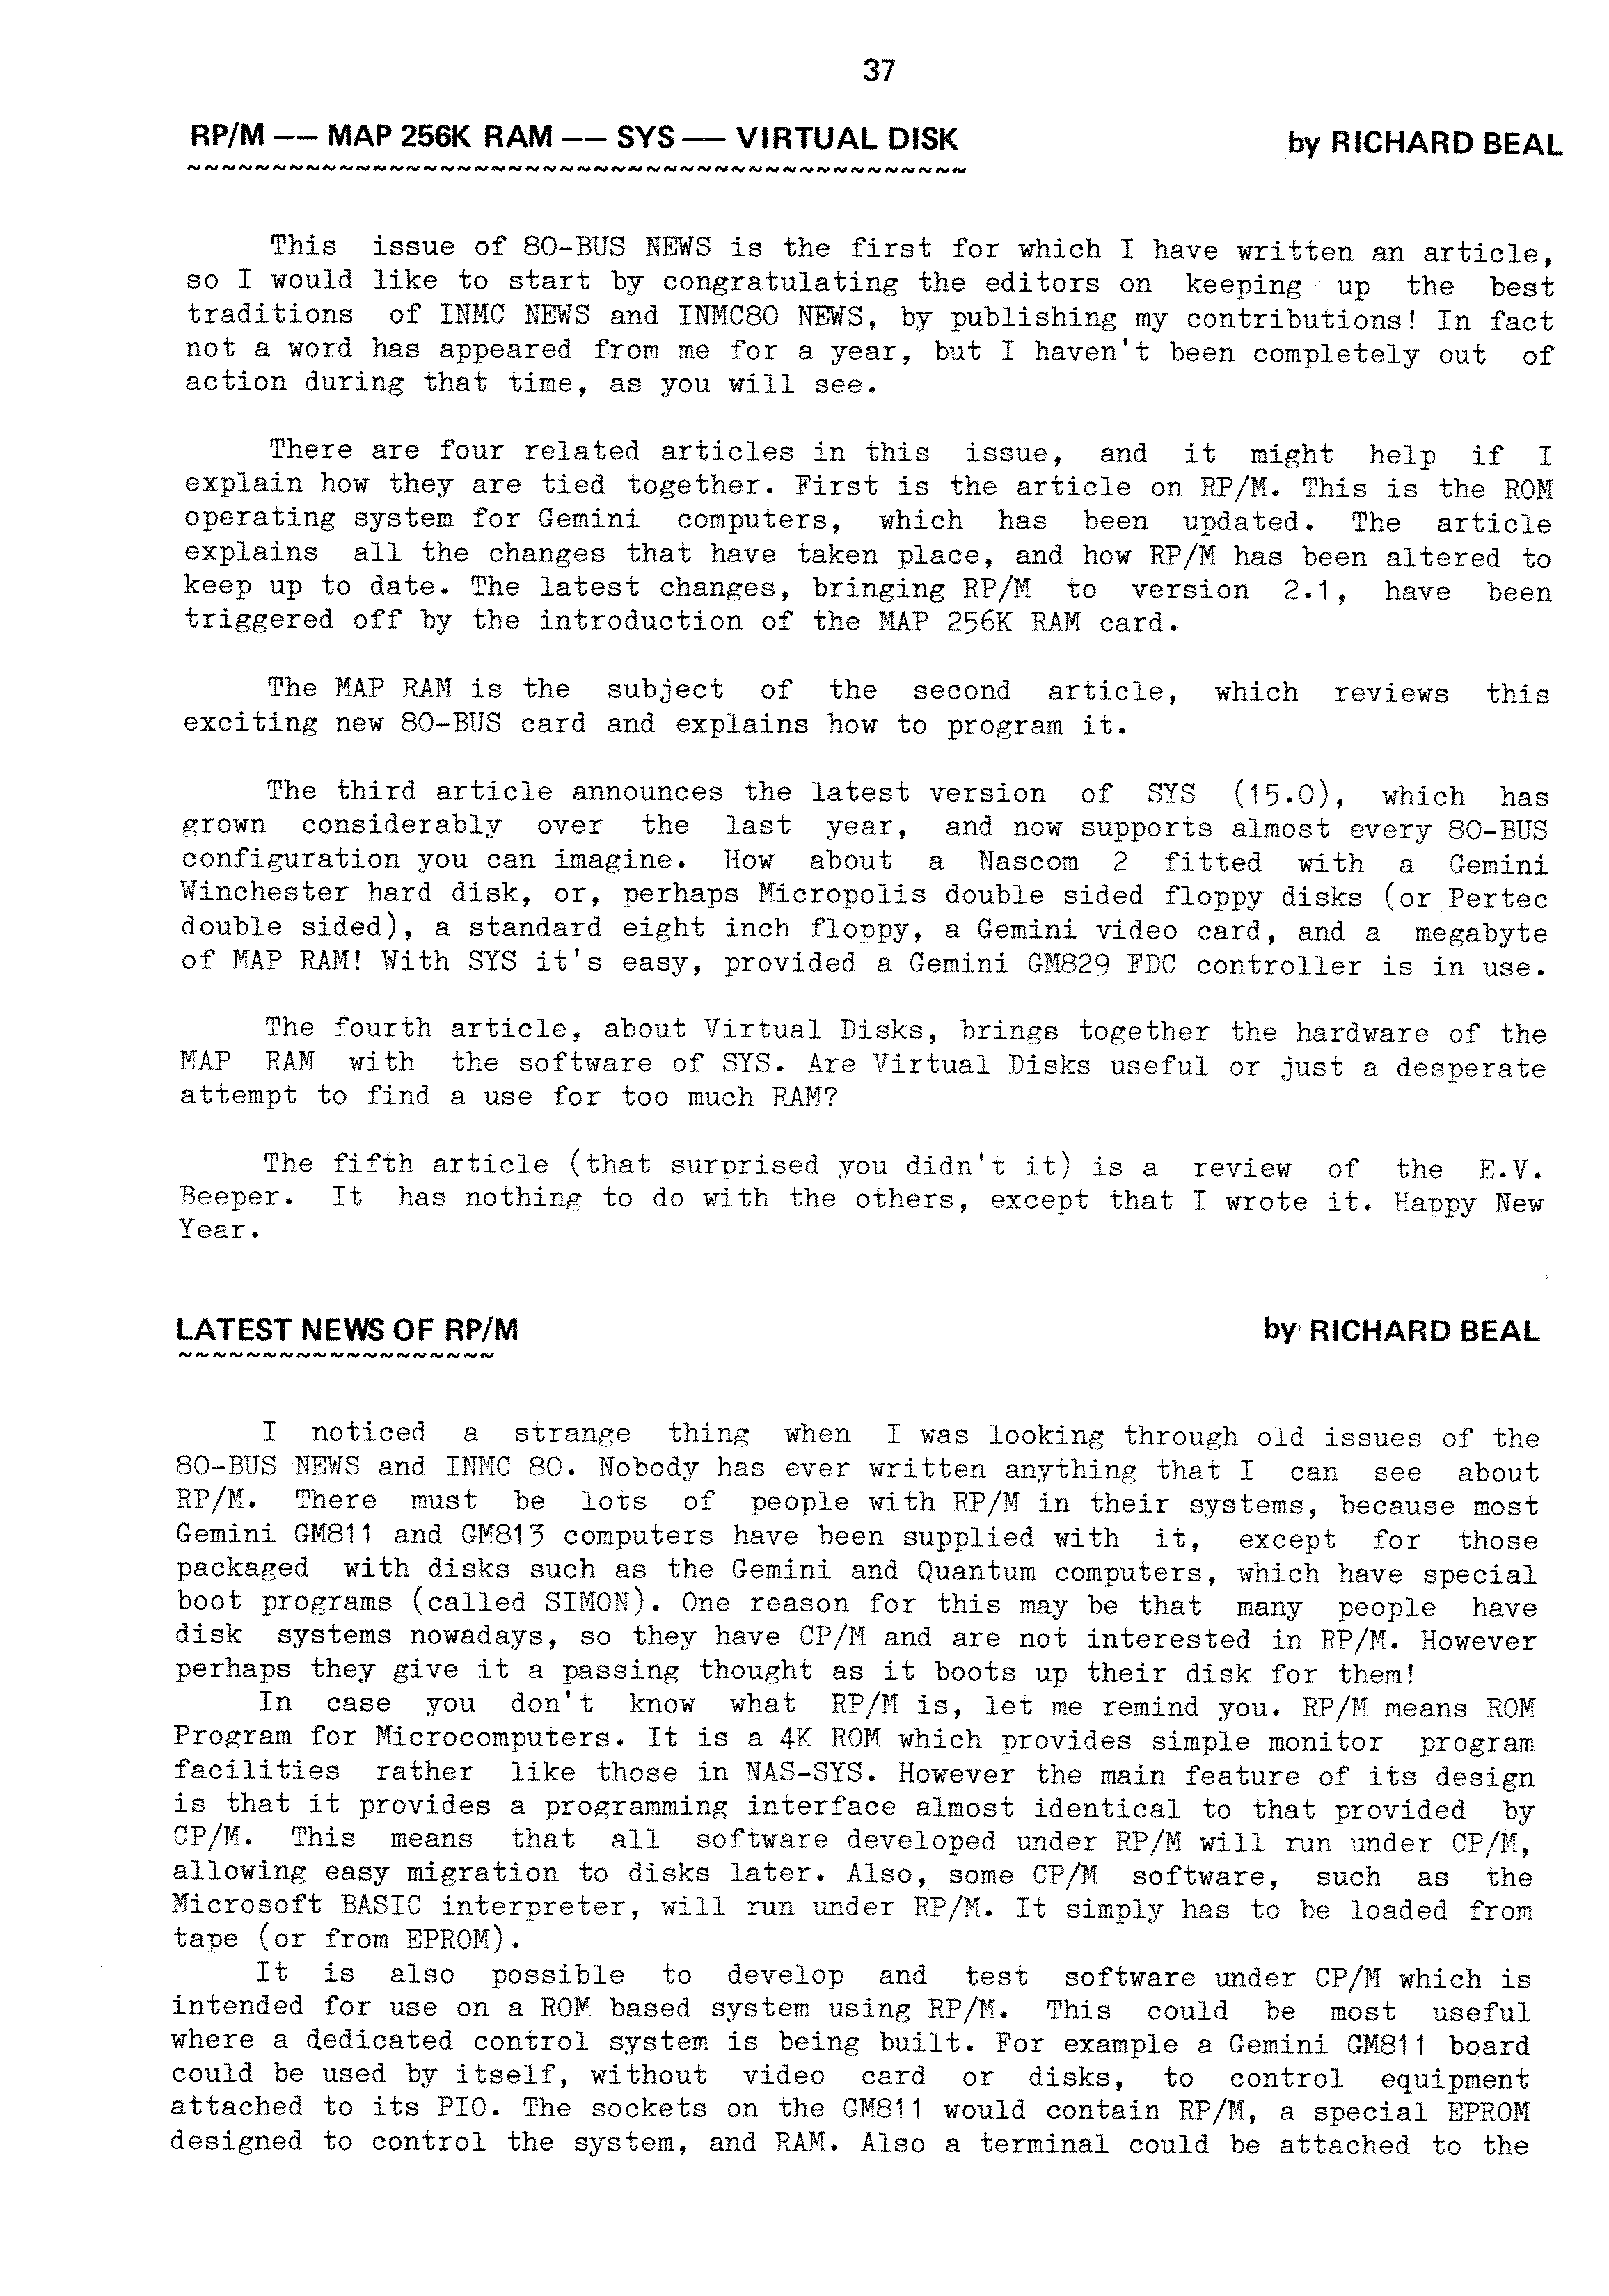 37
RP/M –– MAP 256K RAM –– SYS –– VIRTUAL DISK by RICHARD BEAL
~~~~~~~~~~~~~~~~~~~~~~~~~~~~~~~~~~~~~~~~~~~~~~
This issue of 80-BUS NEWS is the first for which I have written an article,
so I would like to start by congratulating the editors on keeping up the best
traditions of INMC NEWS and INMC80 NEWS, by publishing my contributions! In fact
not a word has appeared from me for a year, but I haven't been completely out of
action during that time, as you will see.
There are four related articles in this issue, and it might help if I
explain how they are tied together. First is the article on RP/M. This is the ROM
operating system for Gemini computers, which has been updated. The article
explains all the changes that have taken place, and how RP/M has been altered to
keep up to date. The latest changes, bringing RP/M to version 2.1, have been
triggered off by the introduction of the MAP 256K RAM card.
The MAP RAM is the subject of the second article, which reviews this
exciting new 80-BUS card and explains how to program it.
The third article announces the latest version of SYS (15.0), which has
grown considerably over the last year, and now supports almost every 80-BUS
configuration you can imagine. How about a Nascom 2 fitted with a Gemini
Winchester hard disk, or, perhaps Micropolis double sided floppy disks (or Pertec
double sided), a standard eight inch floppy, a Gemini video card, and a megabyte
of MAP RAM! With SYS it's easy, provided a Gemini GM829 FDC controller is in use.
The fourth article, about Virtual Disks, brings together the hardware of the
MAP RAM with the software of SYS. Are Virtual Disks useful or just a desperate
attempt to find a use for too much RAM?
The fifth article (that surprised you didn't it) is a review of the E.V.
Beeper. It has nothing to do with the others, except that I wrote it. Happy New
Year.
LATEST NEWS OF RP/M by RICHARD BEAL
~~~~~~~~~~~~~~~~~~~
I noticed a strange thing when I was looking through old issues of the
80-BUS NEWS and INMC 80. Nobody has ever written anything that I can see about
RP/M. There must be lots of people with RP/M in their systems, because most
Gemini GM811 and GM813 computers have been supplied with it, except for those
packaged with disks such as the Gemini and Quantum computers, which have special
boot programs (called SIMON). One reason for this may be that many people have
disk systems nowadays, so they have CP/M and are not interested in RP/M. However
perhaps they give it a passing thought as it boots up their disk for them!
In case you don't know what RP/M is, let me remind you. RP/M means ROM
Program for Microcomputers. It is a 4K ROM which provides simple monitor program
facilities rather like those in NAS-SYS. However the main feature of its design
is that it provides a programming interface almost identical to that provided by
CP/M. This means that all software developed under RP/M will run under CP/M,
allowing easy migration to disks later. Also, some CP/M software, such as the
Microsoft BASIC interpreter, will run under RP/M. It simply has to be loaded from
tape (or from EPROM).
It is also possible to develop and test software under CP/M which is
intended for use on a ROM based system using RP/M. This could be most useful
where a dedicated control system is being built. For example a Gemini GM811 board
could be used by itself, without video card or disks, to control equipment
attached to its PIO. The sockets on the GM811 would contain RP/M, a special EPROM
designed to control the system, and RAM. Also a terminal could be attached to the